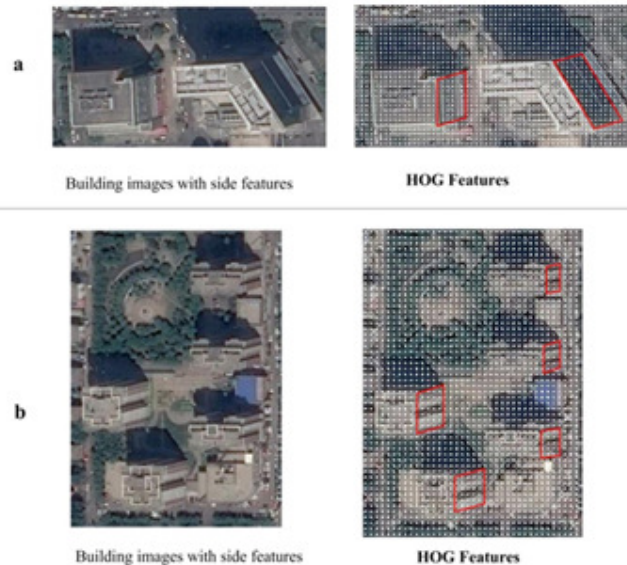 a
Building images with side features
HOG Features
b
Building images with side features
HOG Features